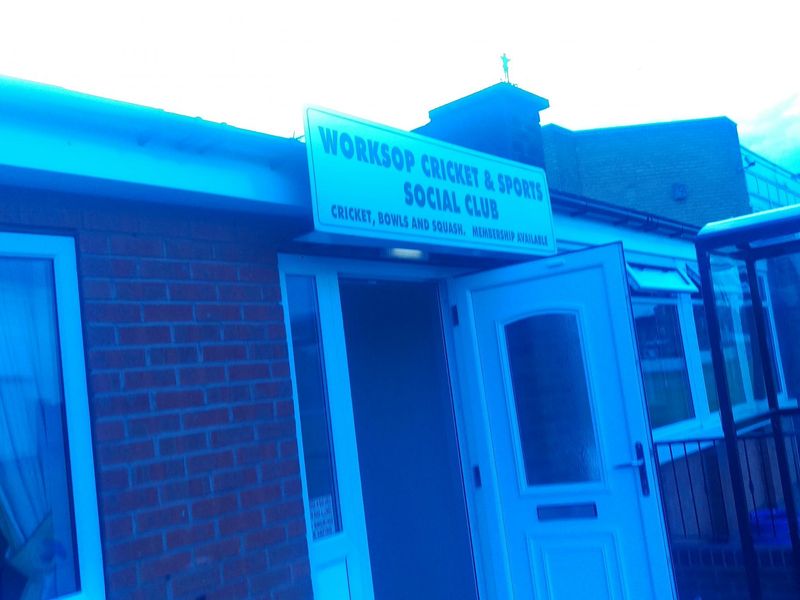 WORKSOP CRICKET & SPORTS
SOCIAL CLUB
CRICKET, BOWLS AND SQUASH. MEMBERSHIP AVAILABLE